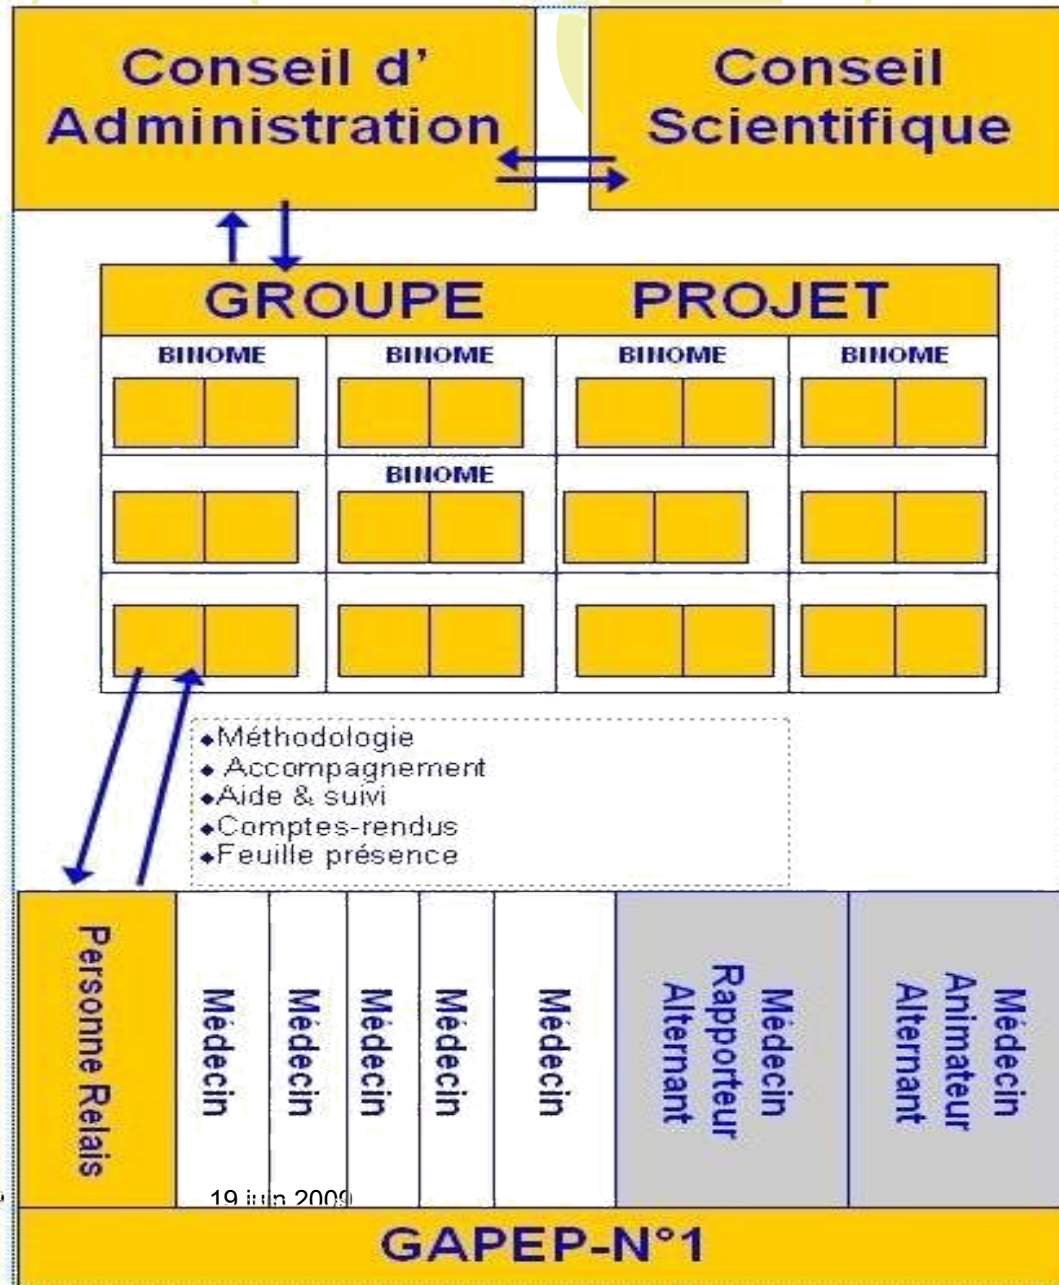 Conseil d'
Administration
Conseil
Scientifique
GROUPE PROJET
BINOME BINOME BINOME BINOME
BINOME
◆Méthodologie
◆ Accompagnement
◆Aide & suivi
◆Comptes-rendus
◆Feuille présence
Personne Relais
Médecin
Médecin
Médecin
Médecin
Médecin
Médecin
Rapporteur
Alternant
Médecin
Animateur
Alternant
19 juin 2009
GAPEP-N°1